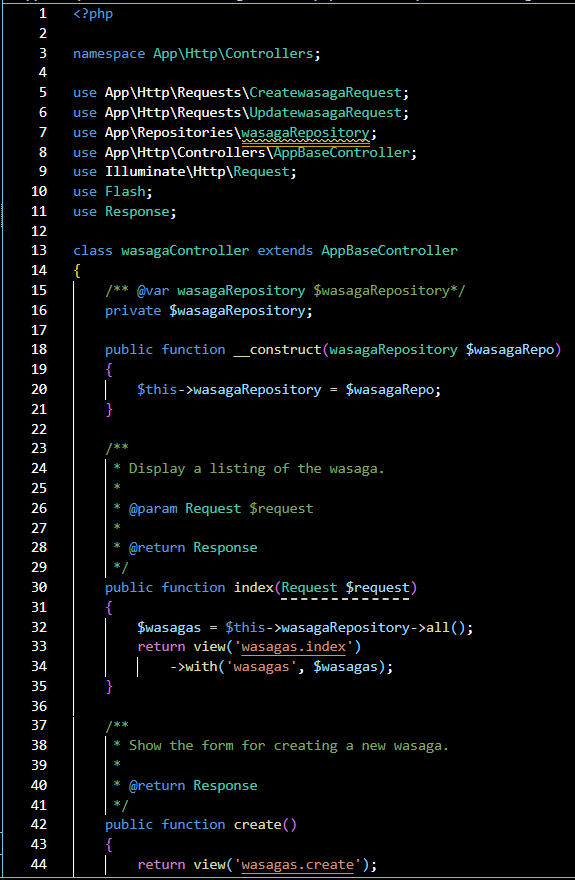 1 <?php
2
3 namespace App\Http\Controllers;
4
5 use App\Http\Requests\CreatewasagaRequest;
6 use App\Http\Requests\UpdatewasagaRequest;
7 use App\Repositories\wasagaRepository;
8 use App\Http\Controllers\AppBaseController;
9 use Illuminate\Http\Request;
10 use Flash;
11 use Response;
12
13 class wasagaController extends AppBaseController
14 {
15     /** @var wasagaRepository $wasagaRepository*/
16     private $wasagaRepository;
17
18     public function __construct(wasagaRepository $wasagaRepo)
19     {
20         $this->wasagaRepository = $wasagaRepo;
21     }
22
23     /**
24      * Display a listing of the wasaga.
25      *
26      * @param Request $request
27      *
28      * @return Response
29      */
30     public function index(Request $request)
31     {
32         $wasagas = $this->wasagaRepository->all();
33         return view('wasagas.index')
34             ->with('wasagas', $wasagas);
35     }
36
37     /**
38      * Show the form for creating a new wasaga.
39      *
40      * @return Response
41      */
42     public function create()
43     {
44         return view('wasagas.create');